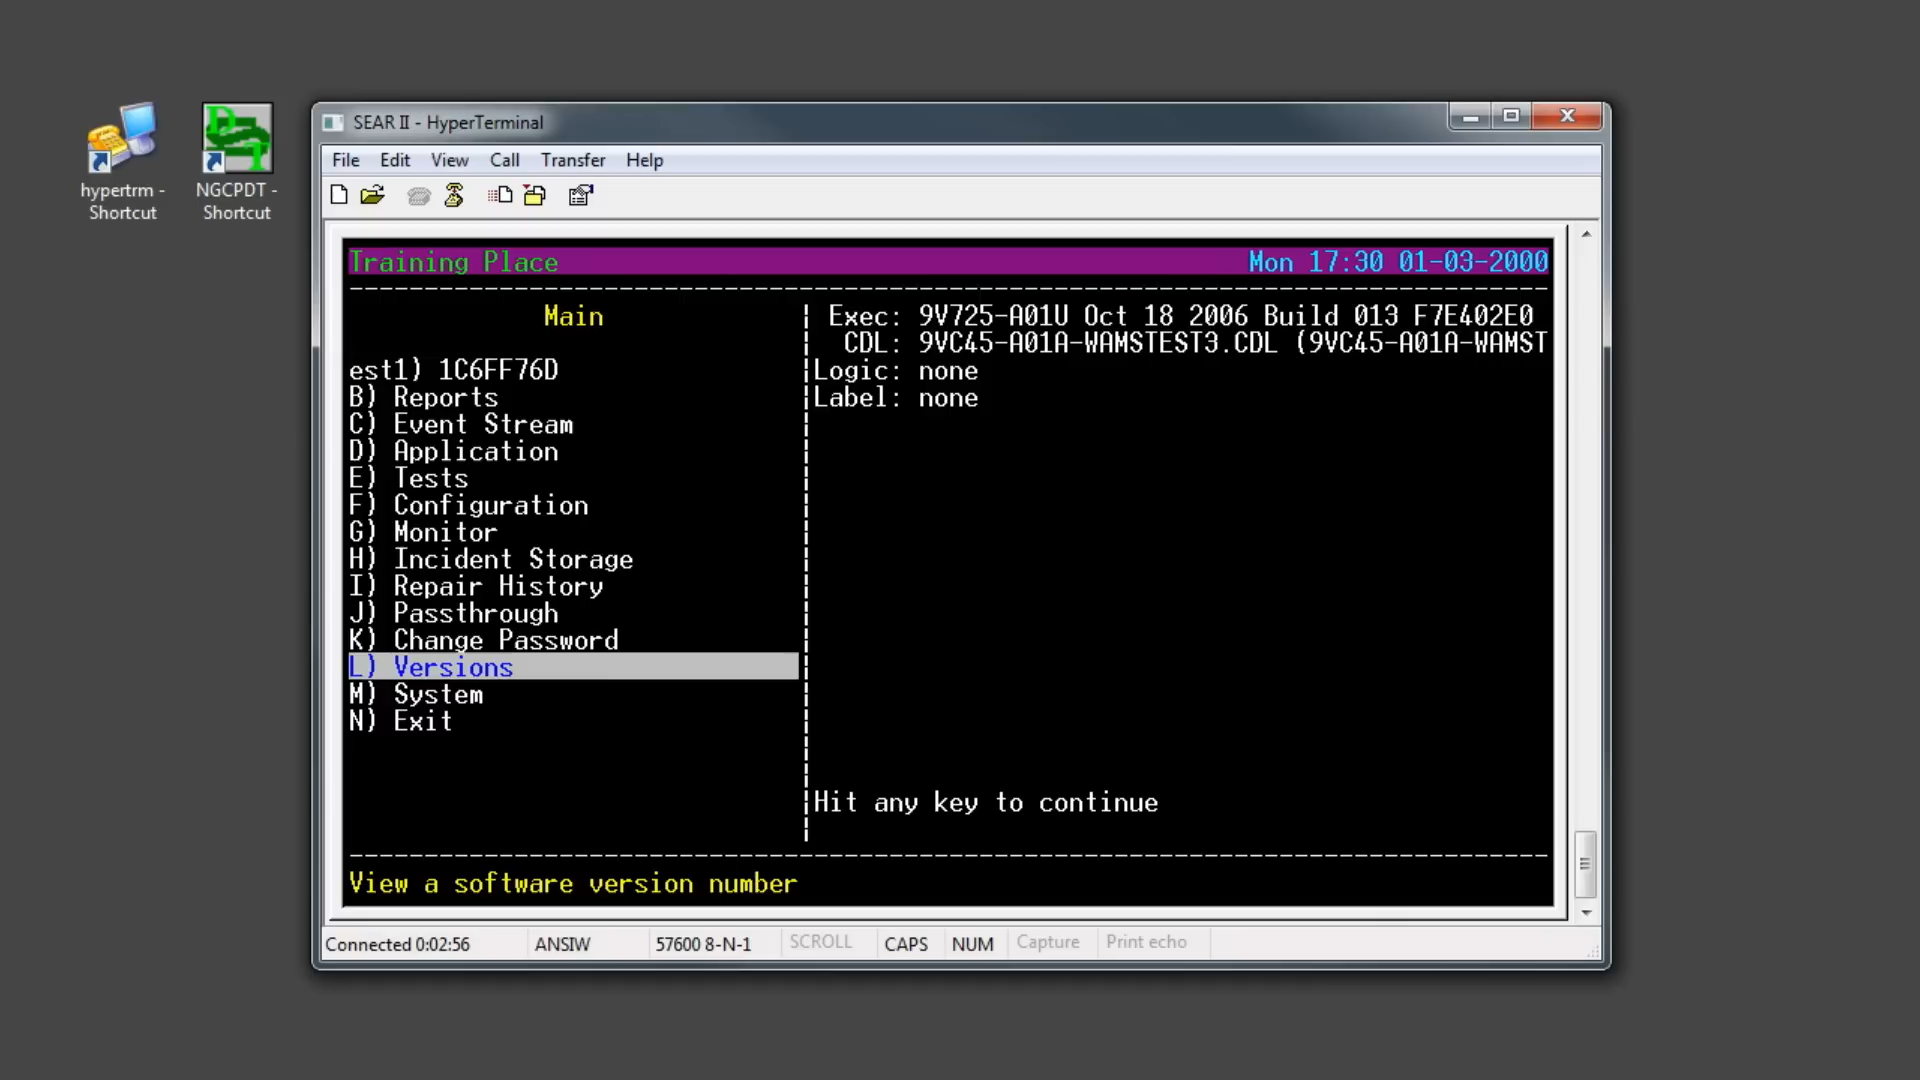 hypertrm -
Shortcut
NGCPDT -
Shortcut
SEAR II - HyperTerminal
File Edit View Call Transfer Help
Training Place Mon 17:30 01-03-2000
Main
Exec: 9V725-A01U Oct 18 2006 Build 013 F7E402E0
CDL: 9VC45-A01A-WAMSTEST3.CDL (9VC45-A01A-WAMST
est1) 1C6FF76D
Logic: none
B) Reports
Label: none
C) Event Stream
D) Application
E) Tests
F) Configuration
G) Monitor
H) Incident Storage
I) Repair History
J) Passthrough
K) Change Password
L) Versions
M) System
N) Exit
Hit any key to continue
View a software version number
Connected 0:02:56 ANSIW 57600 8-N-1 SCROLL CAPS NUM Capture Print echo